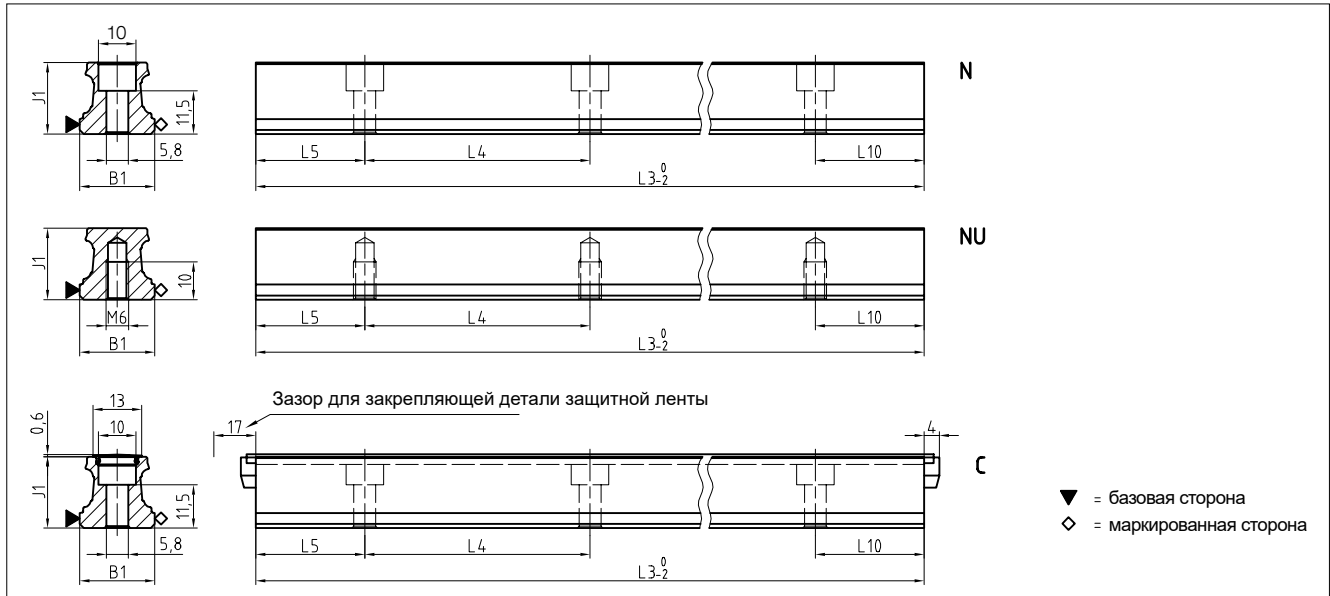 10
J1
11,5
5,8
B1
L5
L4
L10
L3-2 0
N
J1
10
M6
B1
L5
L4
L10
L3-2 0
NU
Зазор для закрепляющей детали защитной ленты
13
0,6
10
17
4
J1
11,5
5,8
B1
L5
L4
L10
L3-2 0
C
▼ = базовая сторона
◇ = маркированная сторона